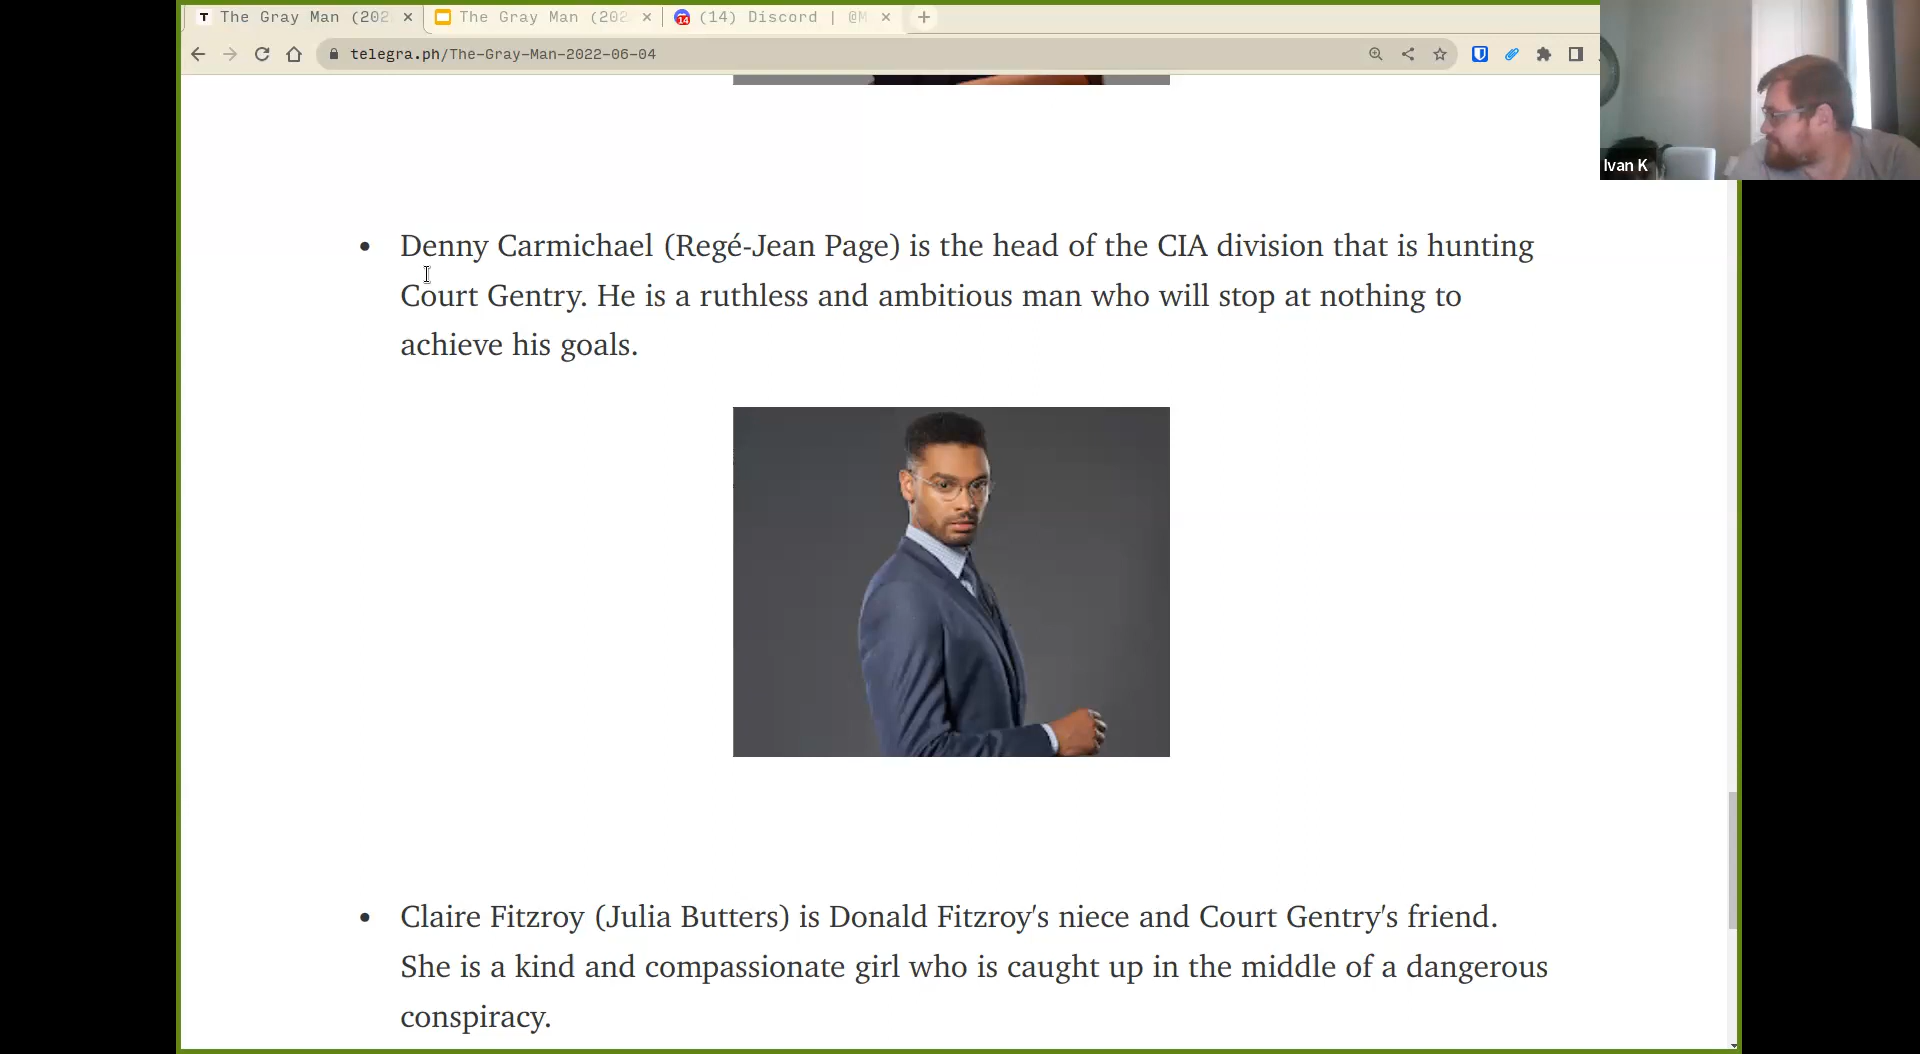 The Gray Man (202
The Gray Man (202
(14) Discord | @M
telegra.ph/The-Gray-Man-2022-06-04
Ivan K
• Denny Carmichael (Regé-Jean Page) is the head of the CIA division that is hunting
Court Gentry. He is a ruthless and ambitious man who will stop at nothing to
achieve his goals.
• Claire Fitzroy (Julia Butters) is Donald Fitzroy's niece and Court Gentry's friend.
She is a kind and compassionate girl who is caught up in the middle of a dangerous
conspiracy.